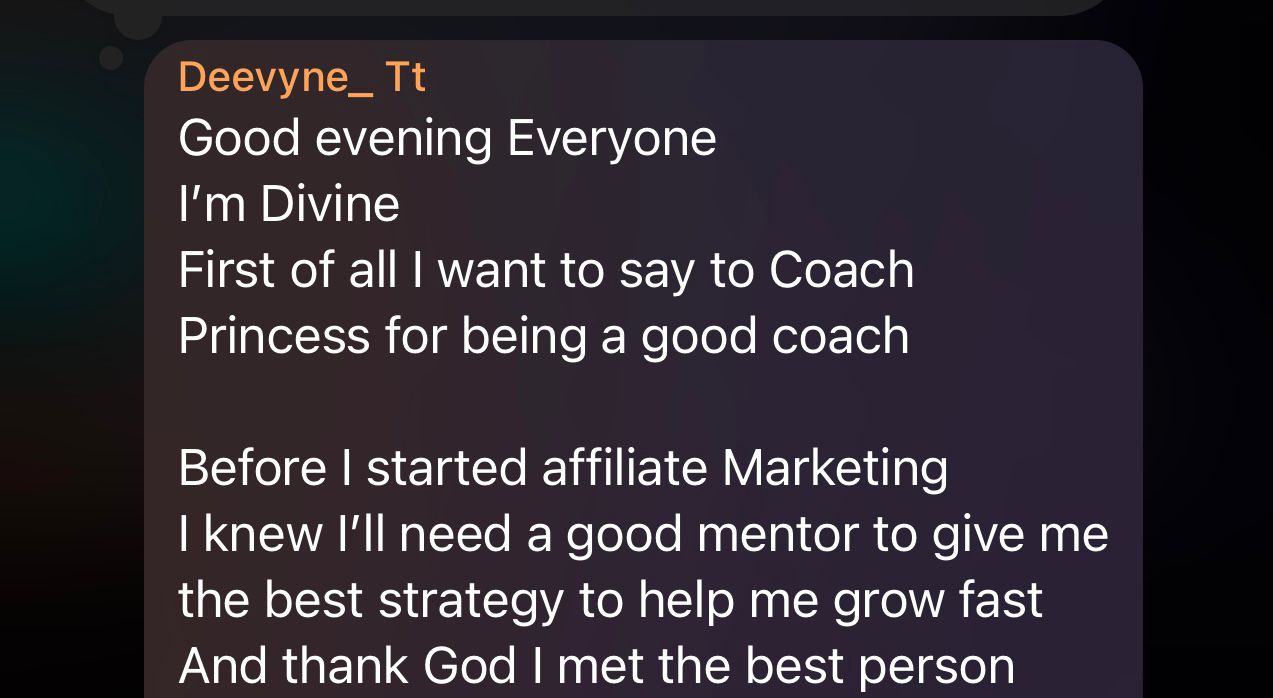 Deevyne_ Tt
Good evening Everyone
I’m Divine
First of all I want to say to Coach
Princess for being a good coach
Before I started affiliate Marketing
I knew I’ll need a good mentor to give me
the best strategy to help me grow fast
And thank God I met the best person